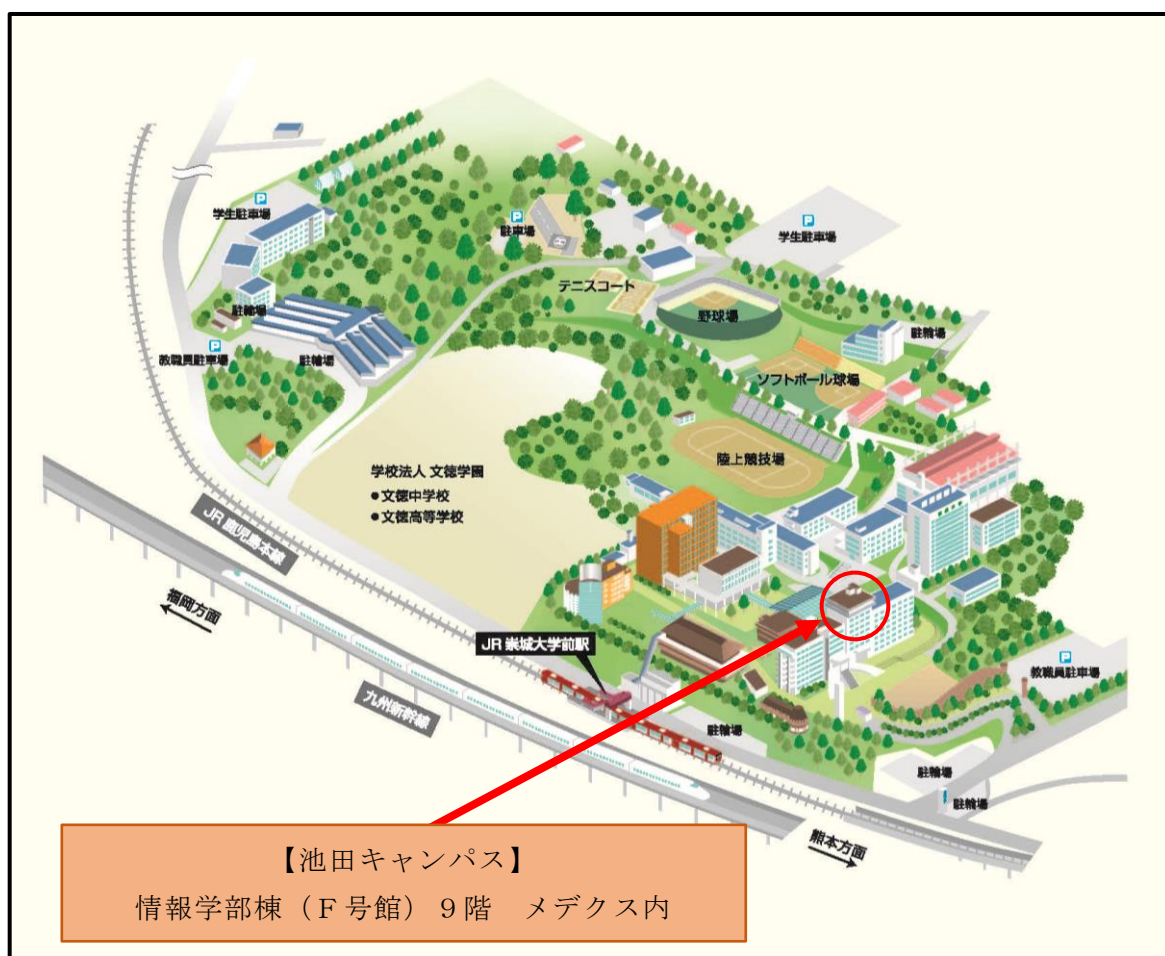 学生駐車場
駐車場
学生駐車場
テニスコート
野球場
駐輪場
駐輪場
教職員駐車場
駐輪場
ソフトボール球場
学校法人 文徳学園
●文徳中学校
●文徳高等学校
陸上競技場
JR 鹿児島本線
福岡方面
JR 崇城大学前駅
九州新幹線
教職員駐車場
駐輪場
駐輪場
駐輪場
熊本方面
【池田キャンパス】
情報学部棟（Ｆ号館）９階　メデクス内
P
P
P
P
P
H